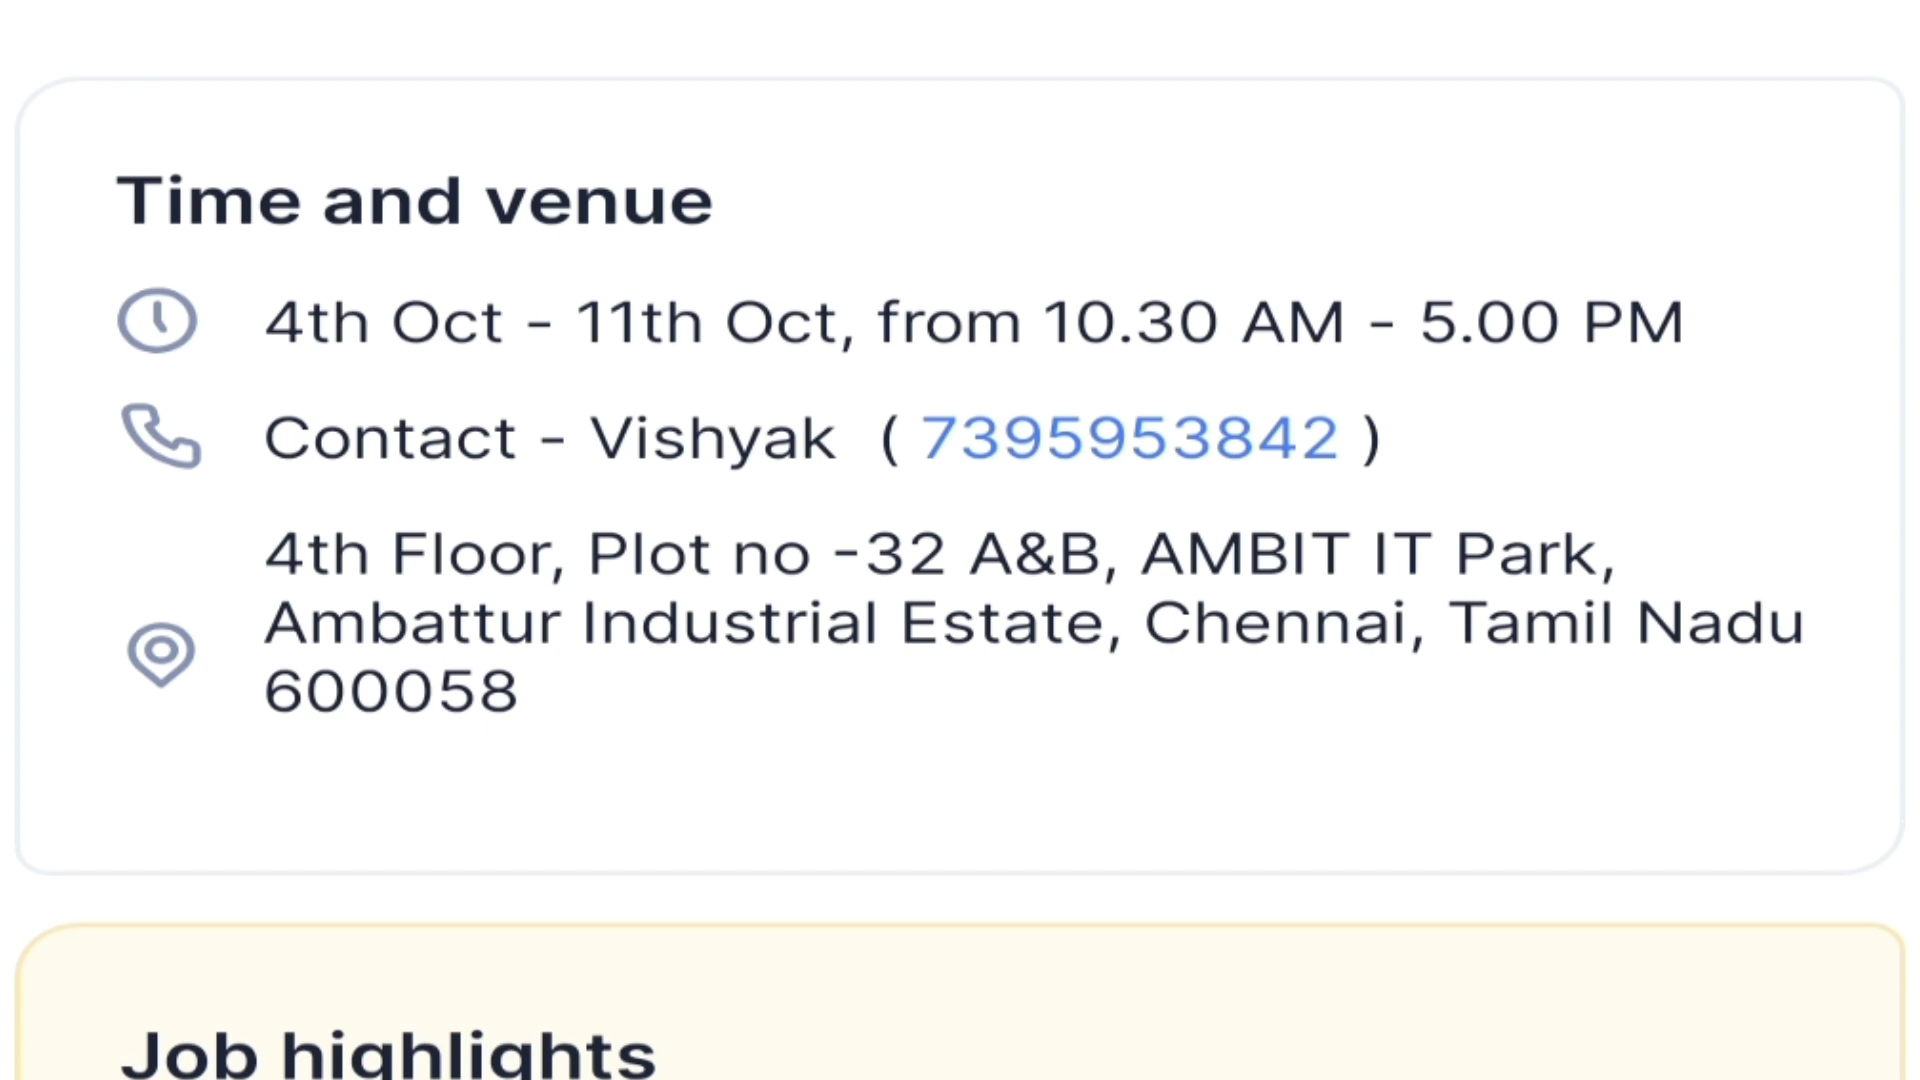 Time and venue
4th Oct - 11th Oct, from 10.30 AM - 5.00 PM
Contact - Vishyak ( 7395953842 )
4th Floor, Plot no -32 A&B, AMBIT IT Park,
Ambattur Industrial Estate, Chennai, Tamil Nadu
600058
Job highlights